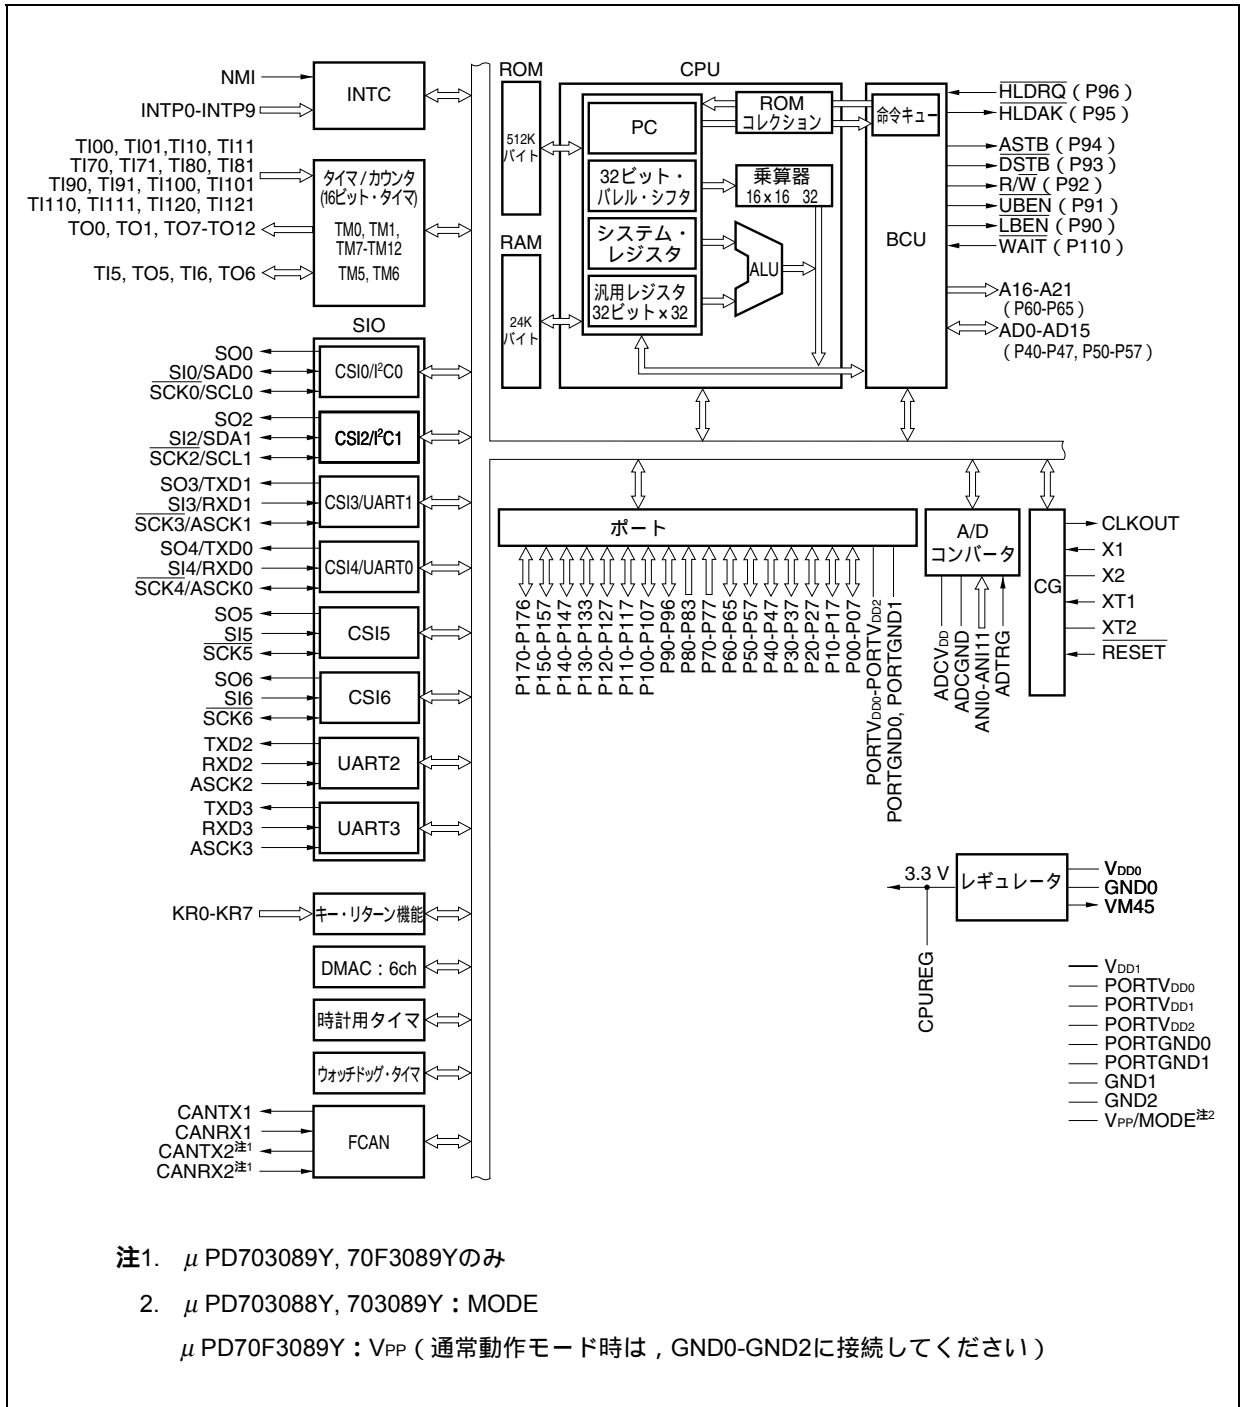 NMI
INTP0-INTP9
INTC
TI00, TI01,TI10, TI11
TI70, TI71, TI80, TI81
TI90, TI91, TI100, TI101
TI110, TI111, TI120, TI121
TO0, TO1, TO7-TO12
TI5, TO5, TI6, TO6
タイマ/カウンタ
(16ビット・タイマ)
TM0, TM1,
TM7-TM12
TM5, TM6
SIO
SO0
SI0/SAD0
SCK0/SCL0
CSI0/I²C0
SO2
SI2/SDA1
SCK2/SCL1
CSI2/I²C1
SO3/TXD1
SI3/RXD1
SCK3/ASCK1
CSI3/UART1
SO4/TXD0
SI4/RXD0
SCK4/ASCK0
CSI4/UART0
SO5
SI5
SCK5
CSI5
SO6
SI6
SCK6
CSI6
TXD2
RXD2
ASCK2
UART2
TXD3
RXD3
ASCK3
UART3
KR0-KR7
キー・リターン機能
DMAC：6ch
時計用タイマ
ウォッチドッグ・タイマ
CANTX1
CANRX1
CANTX2注1
CANRX2注1
FCAN
ROM
512K
バイト
RAM
24K
バイト
CPU
PC
32ビット・
バレル・シフタ
システム・
レジスタ
汎用レジスタ
32ビット×32
ROM
コレクション
乗算器
16×16 32
ALU
命令キュー
BCU
HLDRQ（P96）
HLDAK（P95）
ASTB（P94）
DSTB（P93）
R/W（P92）
UBEN（P91）
LBEN（P90）
WAIT（P110）
A16-A21
（P60-P65）
AD0-AD15
（P40-P47, P50-P57）
ポート
P170-P176
P150-P157
P140-P147
P130-P133
P120-P127
P110-P117
P100-P107
P90-P96
P80-P83
P70-P77
P60-P65
P50-P57
P40-P47
P30-P37
P20-P27
P10-P17
P00-P07
PORTVDD0-PORTVDD2
PORTGND0, PORTGND1
A/D
コンバータ
ADCVDD
ADCGND
ANI0-ANI11
ADTRG
CG
CLKOUT
X1
X2
XT1
XT2
RESET
3.3 V
レギュレータ
VDD0
GND0
VM45
CPUREG
VDD1
PORTVDD0
PORTVDD1
PORTVDD2
PORTGND0
PORTGND1
GND1
GND2
VPP/MODE注2
注1. μ PD703089Y, 70F3089Yのみ
2. μ PD703088Y, 703089Y：MODE
μ PD70F3089Y：VPP（通常動作モード時は，GND0-GND2に接続してください）